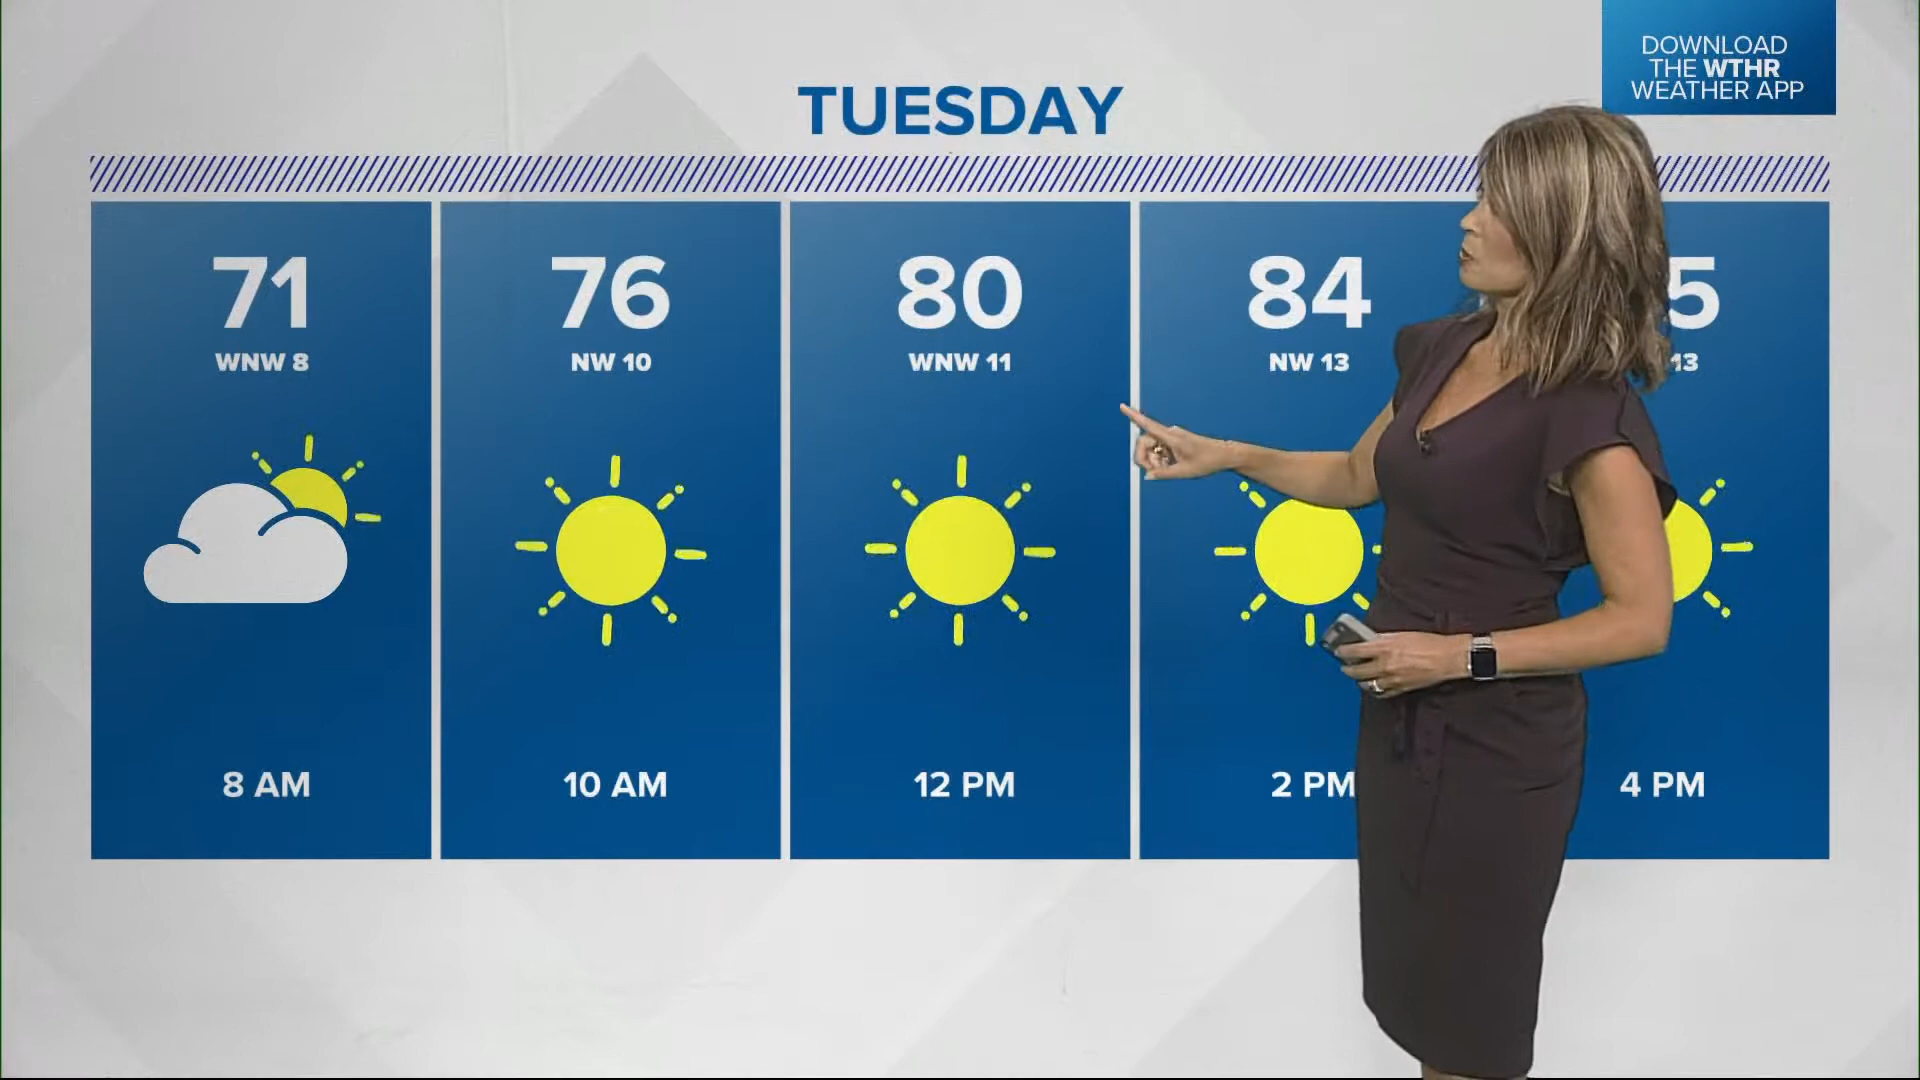 DOWNLOAD
THE WTHR
WEATHER APP
TUESDAY
71
WNW 8
8 AM
76
NW 10
10 AM
80
WNW 11
12 PM
84
NW 13
2 PM
5
13
4 PM